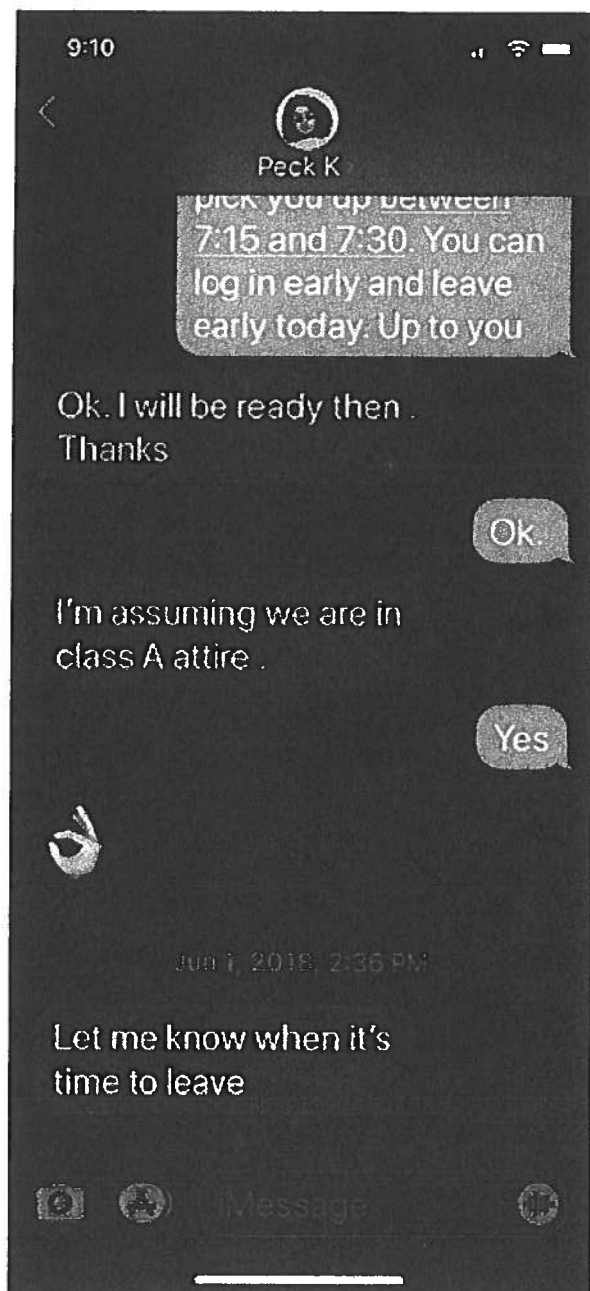 9:10
Peck K
pick you up between
7:15 and 7:30. You can
log in early and leave
early today. Up to you
Ok. I will be ready then .
Thanks
Ok.
I'm assuming we are in
class A attire .
Yes
Jun 1, 2018, 2:36 PM
Let me know when it's
time to leave
iMessage